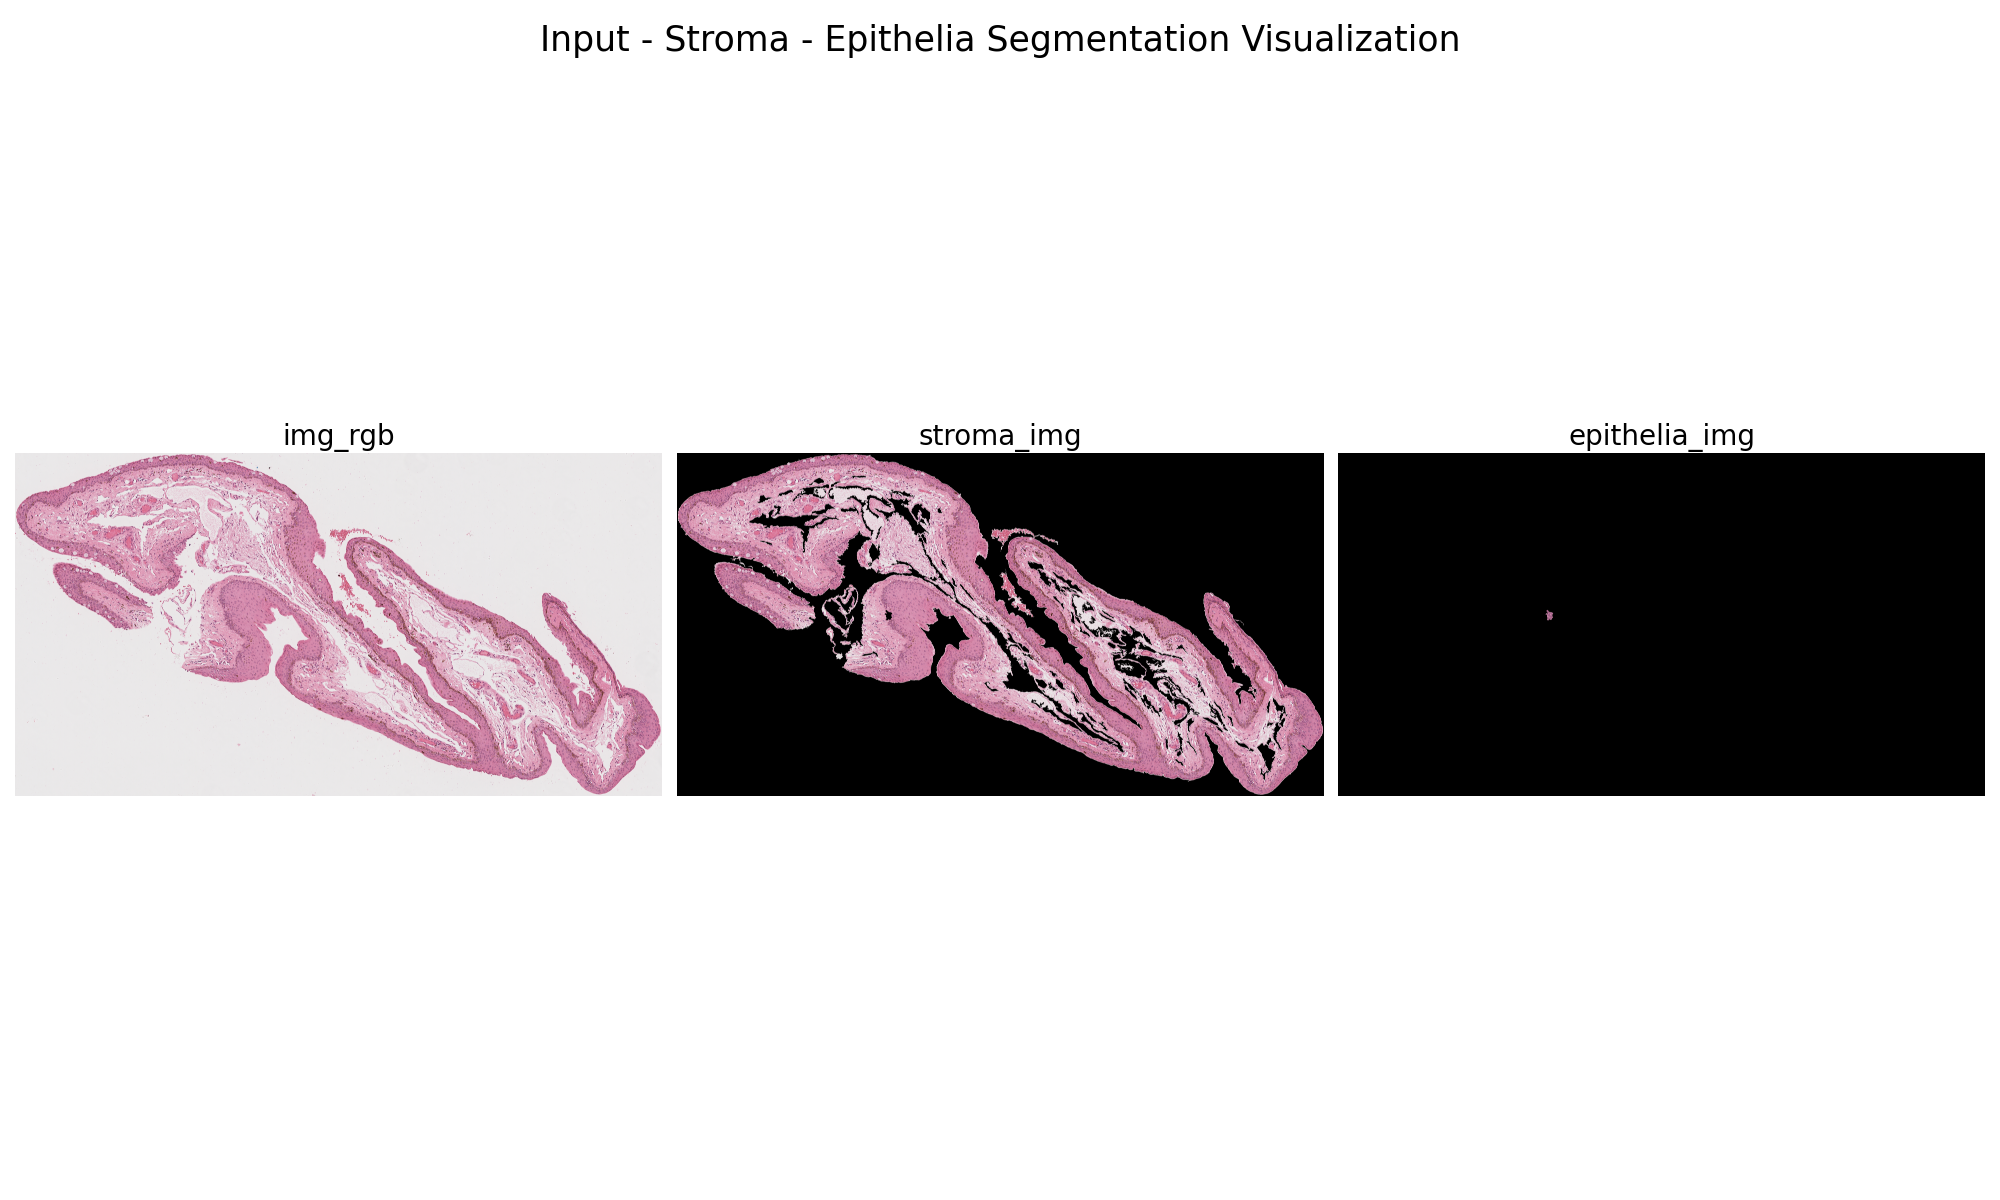 Input - Stroma - Epithelia Segmentation Visualization
img_rgb
stroma_img
epithelia_img